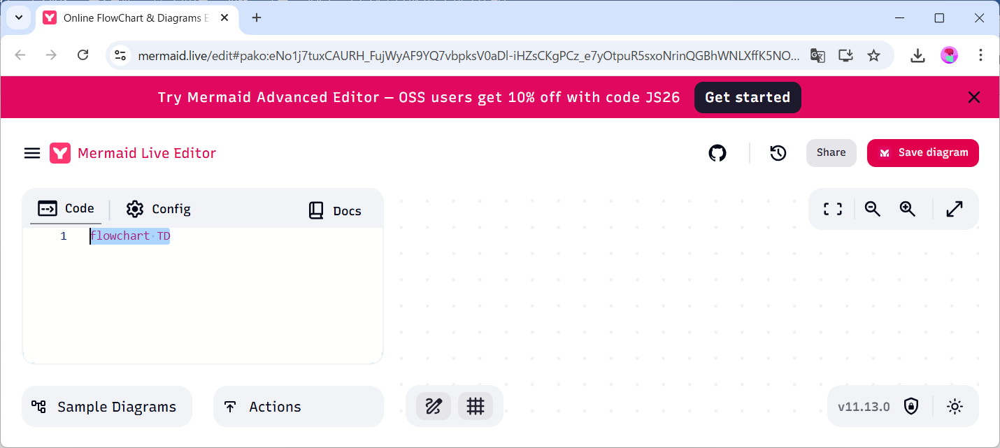 Online FlowChart & Diagrams E
mermaid.live/edit#pako:eNo1j7tuxCAURH_FujWyAF9YQ7vbpksV0aDl-iHZsCKgPCz_e7yOtpuR5sxoNrinQGBhWNLXffK5NO...
Try Mermaid Advanced Editor — OSS users get 10% off with code JS26
Get started
Mermaid Live Editor
Share
Save diagram
Code
Config
Docs
1 flowchart TD
Sample Diagrams
Actions
v11.13.0